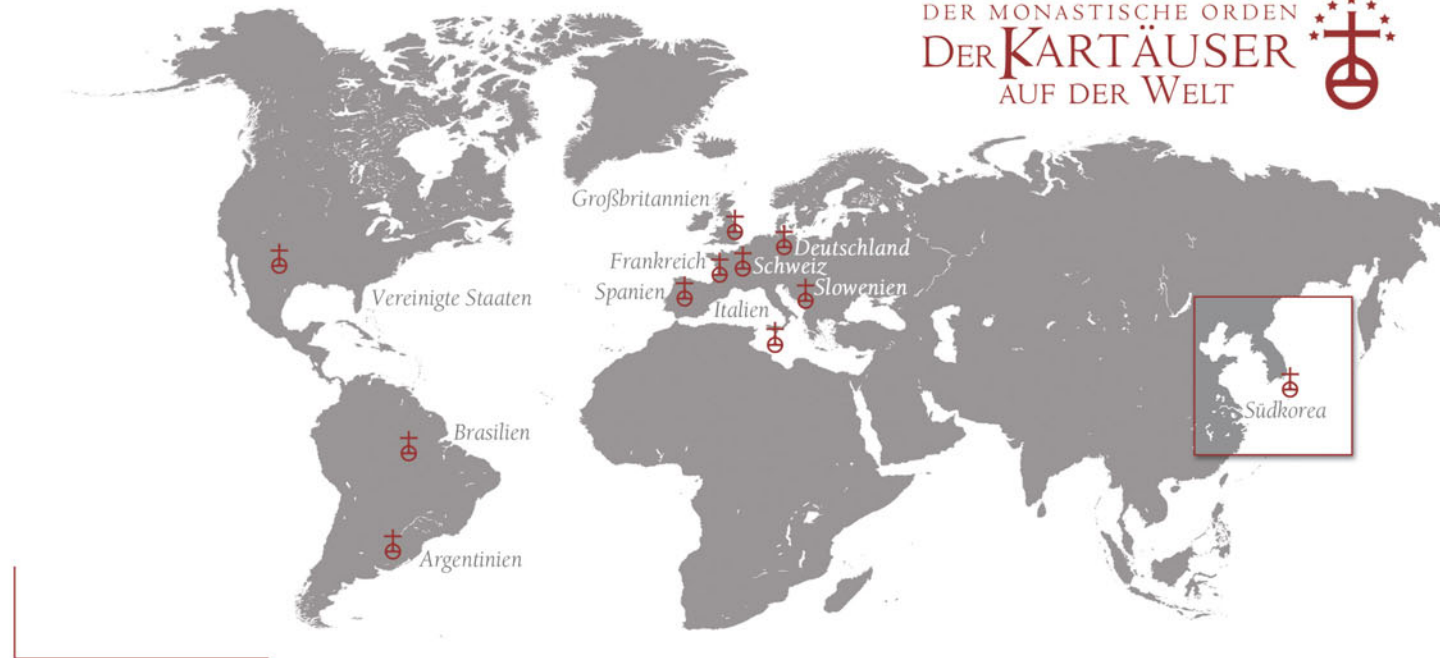 DER MONASTISCHE ORDEN
DER KARTÄUSER
AUF DER WELT
Großbritannien
Deutschland
Frankreich
Schweiz
Spanien
Slowenien
Italien
Vereinigte Staaten
Südkorea
Brasilien
Argentinien